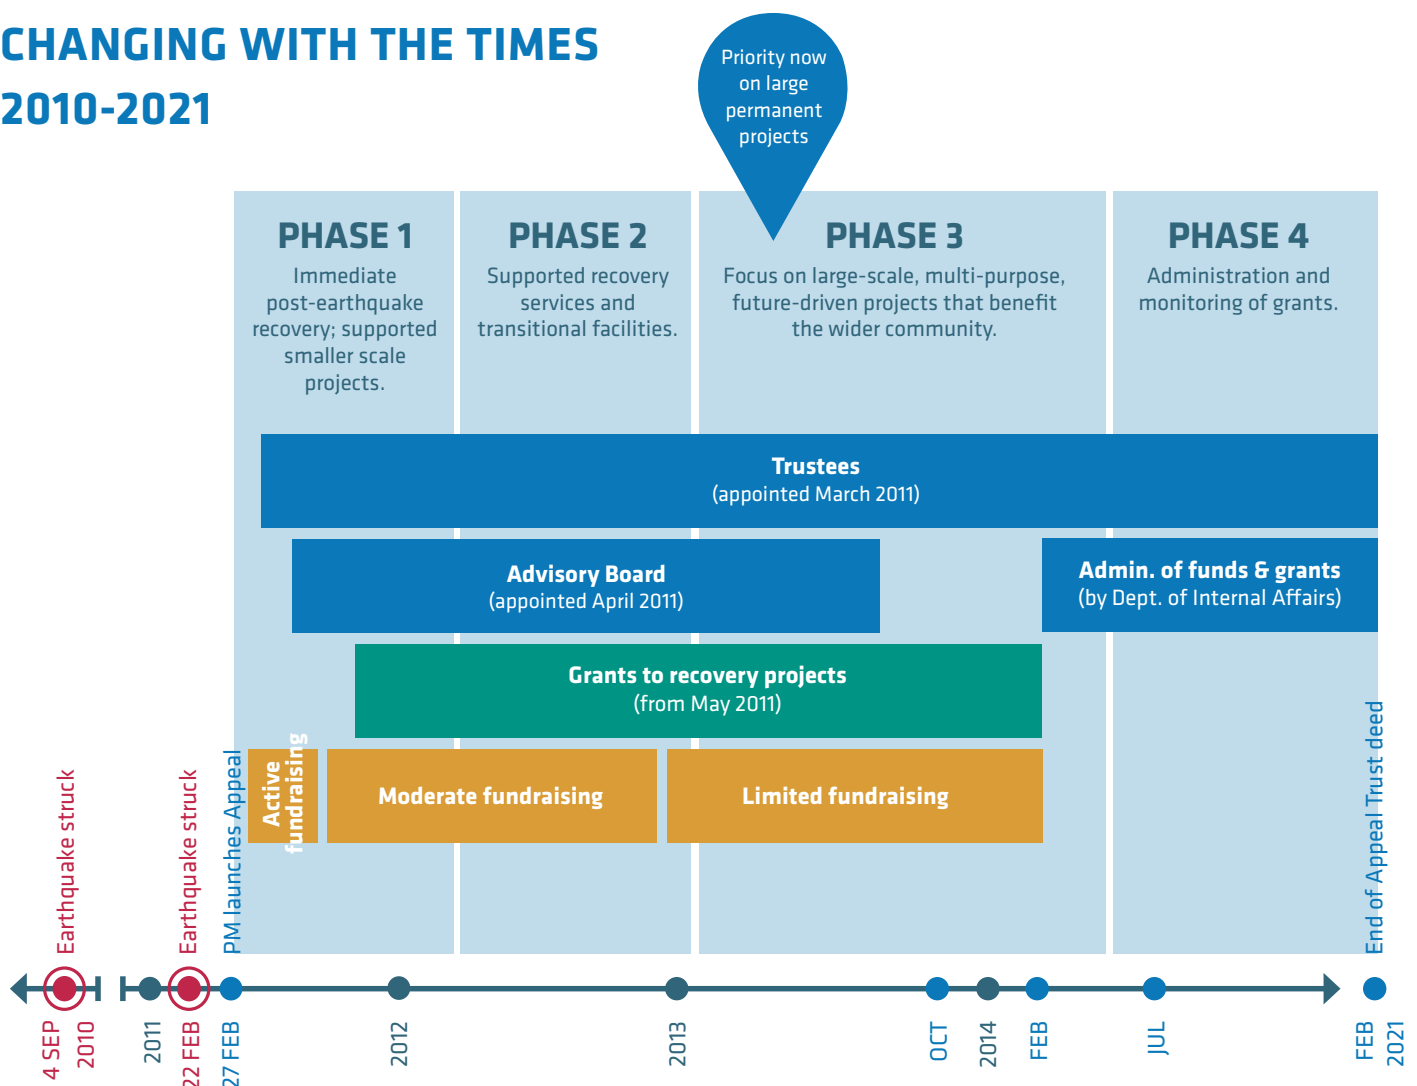 CHANGING WITH THE TIMES
2010-2021
Priority now
on large
permanent
projects
PHASE 1
Immediate
post-earthquake
recovery; supported
smaller scale
projects.
PHASE 2
Supported recovery
services and
transitional facilities.
PHASE 3
Focus on large-scale, multi-purpose,
future-driven projects that benefit
the wider community.
PHASE 4
Administration and
monitoring of grants.
Trustees
(appointed March 2011)
Advisory Board
(appointed April 2011)
Admin. of funds & grants
(by Dept. of Internal Affairs)
Grants to recovery projects
(from May 2011)
Active
fundraising
Moderate fundraising
Limited fundraising
Earthquake struck
Earthquake struck
PM launches Appeal
End of Appeal Trust deed
4 SEP
2010
2011
22 FEB
27 FEB
2012
2013
OCT
2014
FEB
JUL
FEB
2021